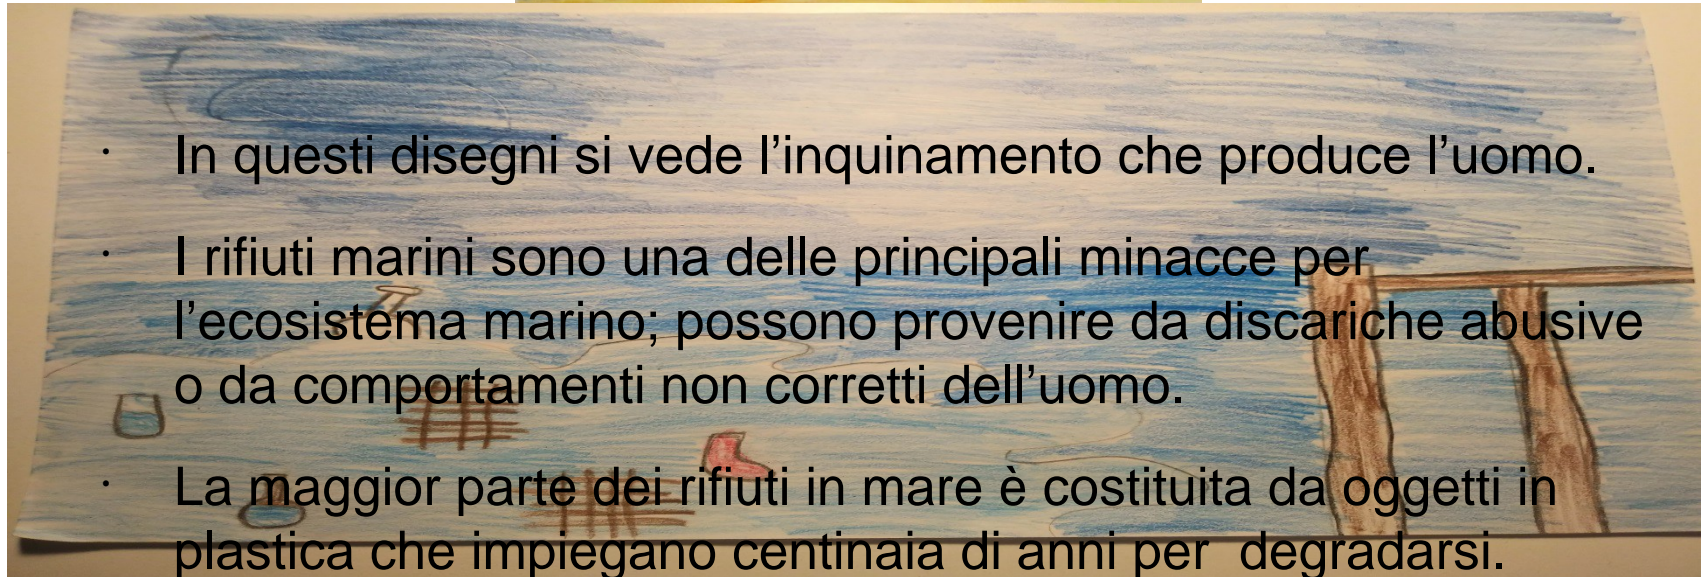 · In questi disegni si vede l’inquinamento che produce l’uomo.
· I rifiuti marini sono una delle principali minacce per
l’ecosistema marino; possono provenire da discariche abusive
o da comportamenti non corretti dell’uomo.
· La maggior parte dei rifiuti in mare è costituita da oggetti in
plastica che impiegano centinaia di anni per  degradarsi.